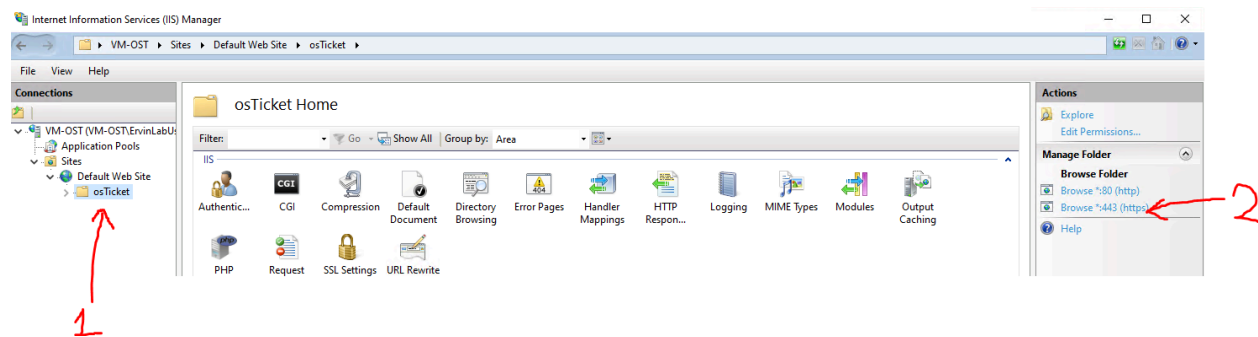 Internet Information Services (IIS) Manager
VM-OST Sites Default Web Site osTicket
File View Help
Connections
VM-OST (VM-OST\ErvinLabU
Application Pools
Sites
Default Web Site
osTicket
1
osTicket Home
Filter: Go Show All Group by: Area
IIS
Authentic... CGI Compression Default Document Directory Browsing Error Pages Handler Mappings HTTP Respon... Logging MIME Types Modules Output Caching
PHP Request SSL Settings URL Rewrite
Actions
Explore
Edit Permissions...
Manage Folder
Browse Folder
Browse *:80 (http)
Browse *:443 (https)
Help
2